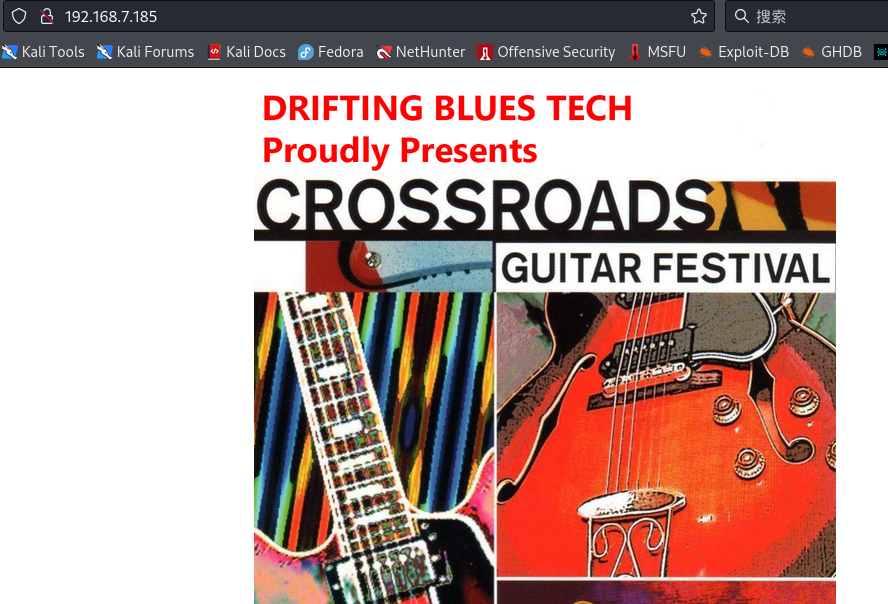 192.168.7.185
搜索
Kali Tools Kali Forums Kali Docs Fedora NetHunter Offensive Security MSFU Exploit-DB GHDB
DRIFTING BLUES TECH
Proudly Presents
CROSSROADS
GUITAR FESTIVAL